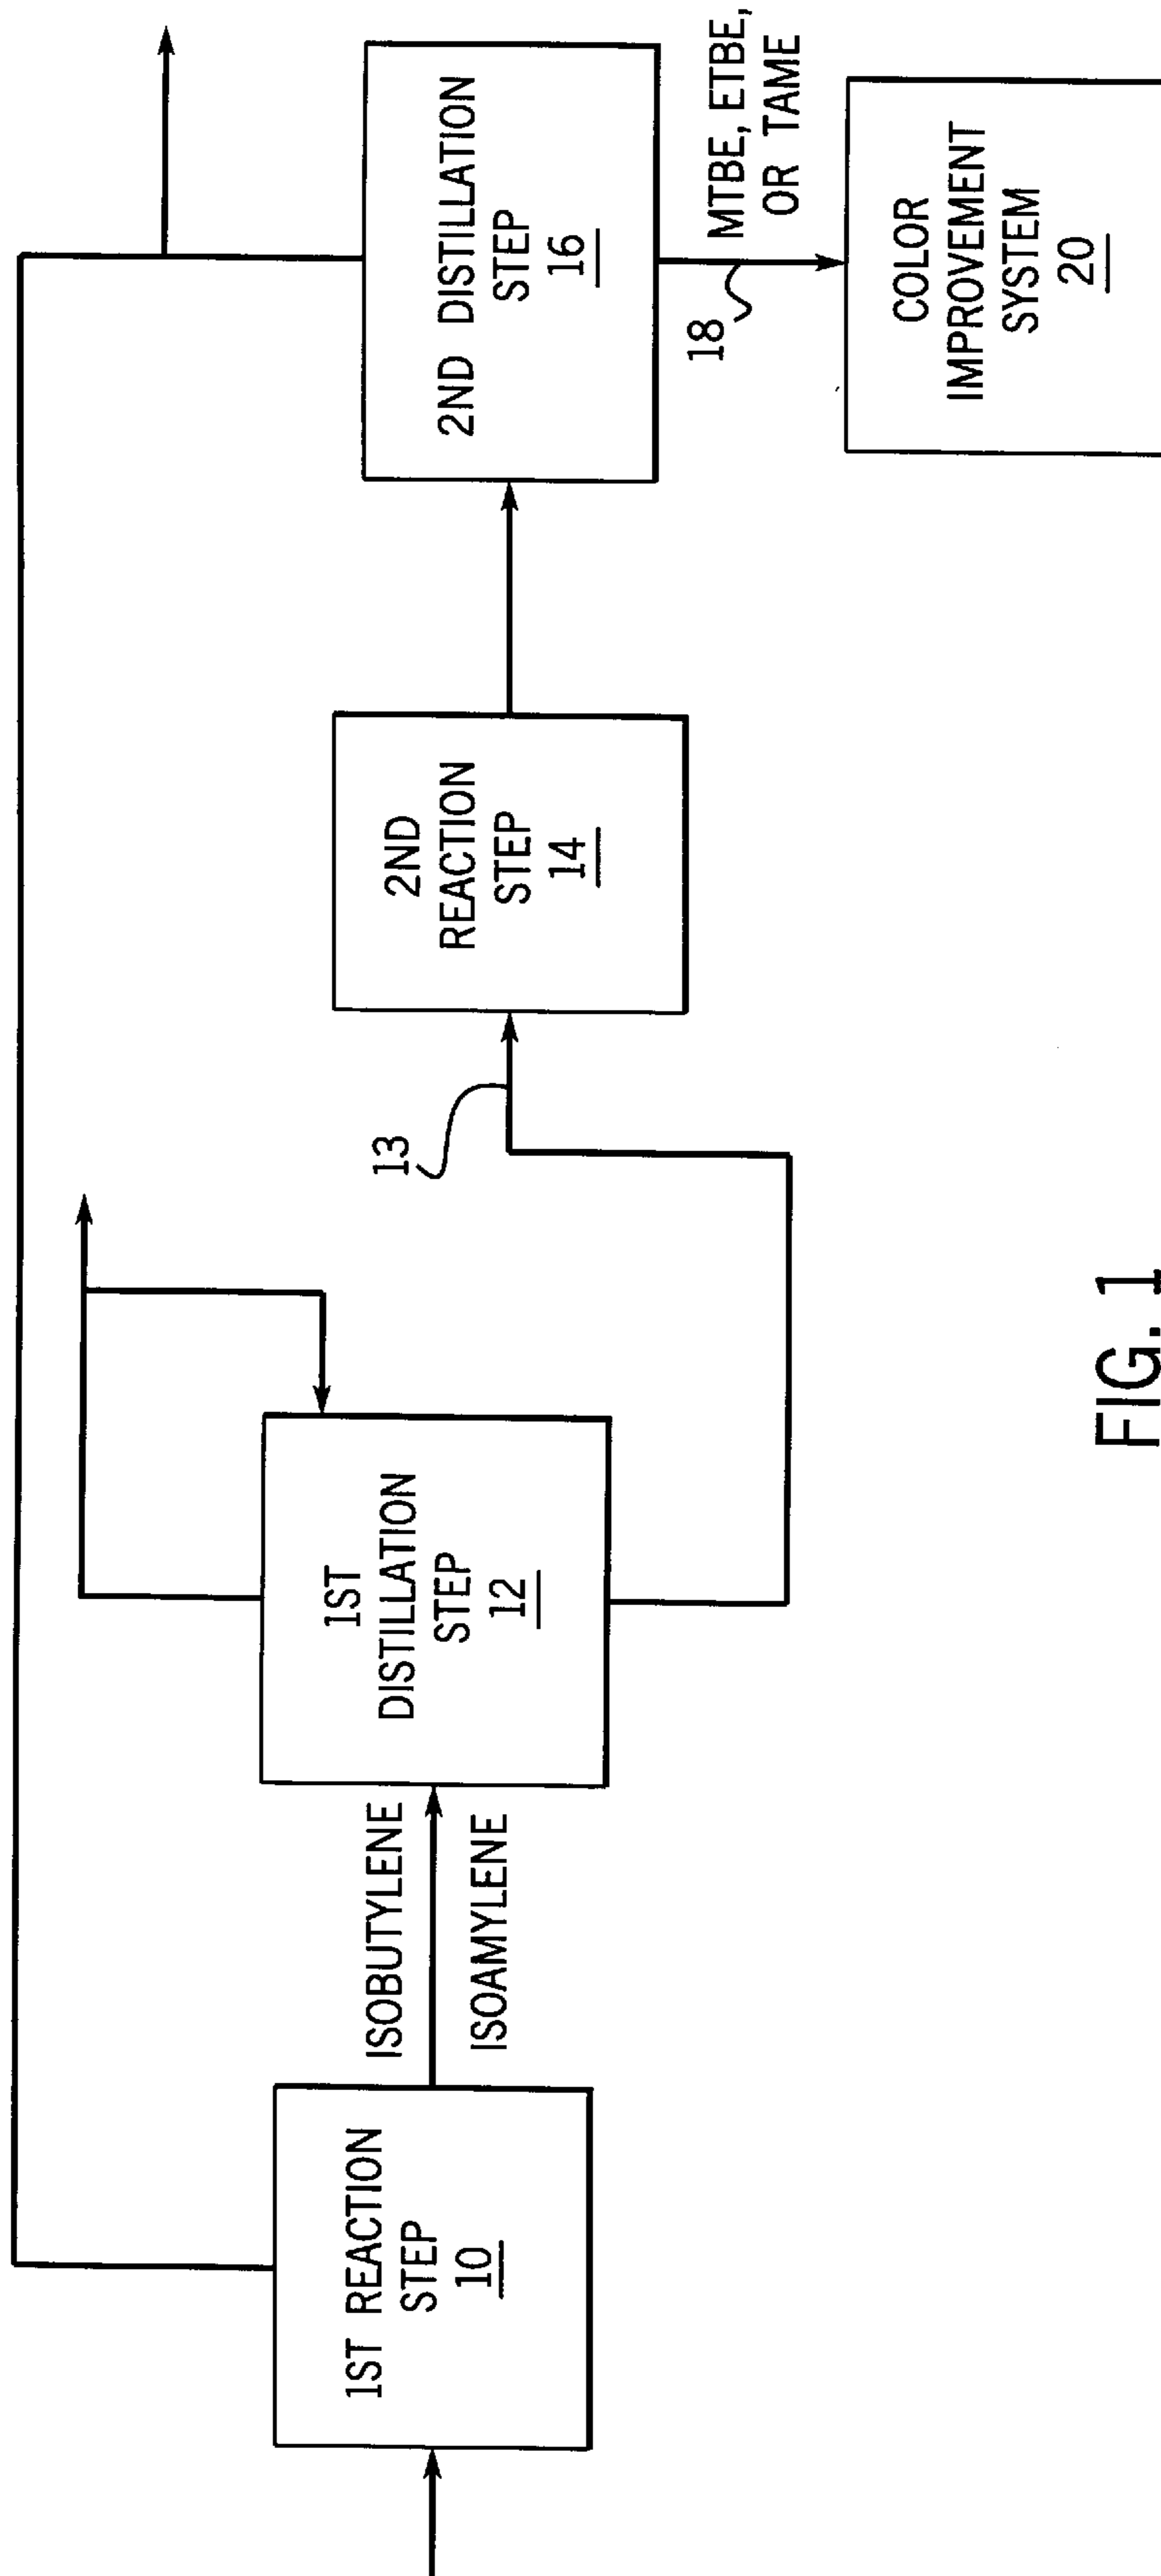 1ST REACTION
STEP
10
ISOBUTYLENE
ISOAMYLENE
1ST
DISTILLATION
STEP
12
13
2ND
REACTION
STEP
14
2ND DISTILLATION
STEP
16
18
MTBE, ETBE,
OR TAME
COLOR
IMPROVEMENT
SYSTEM
20
FIG. 1